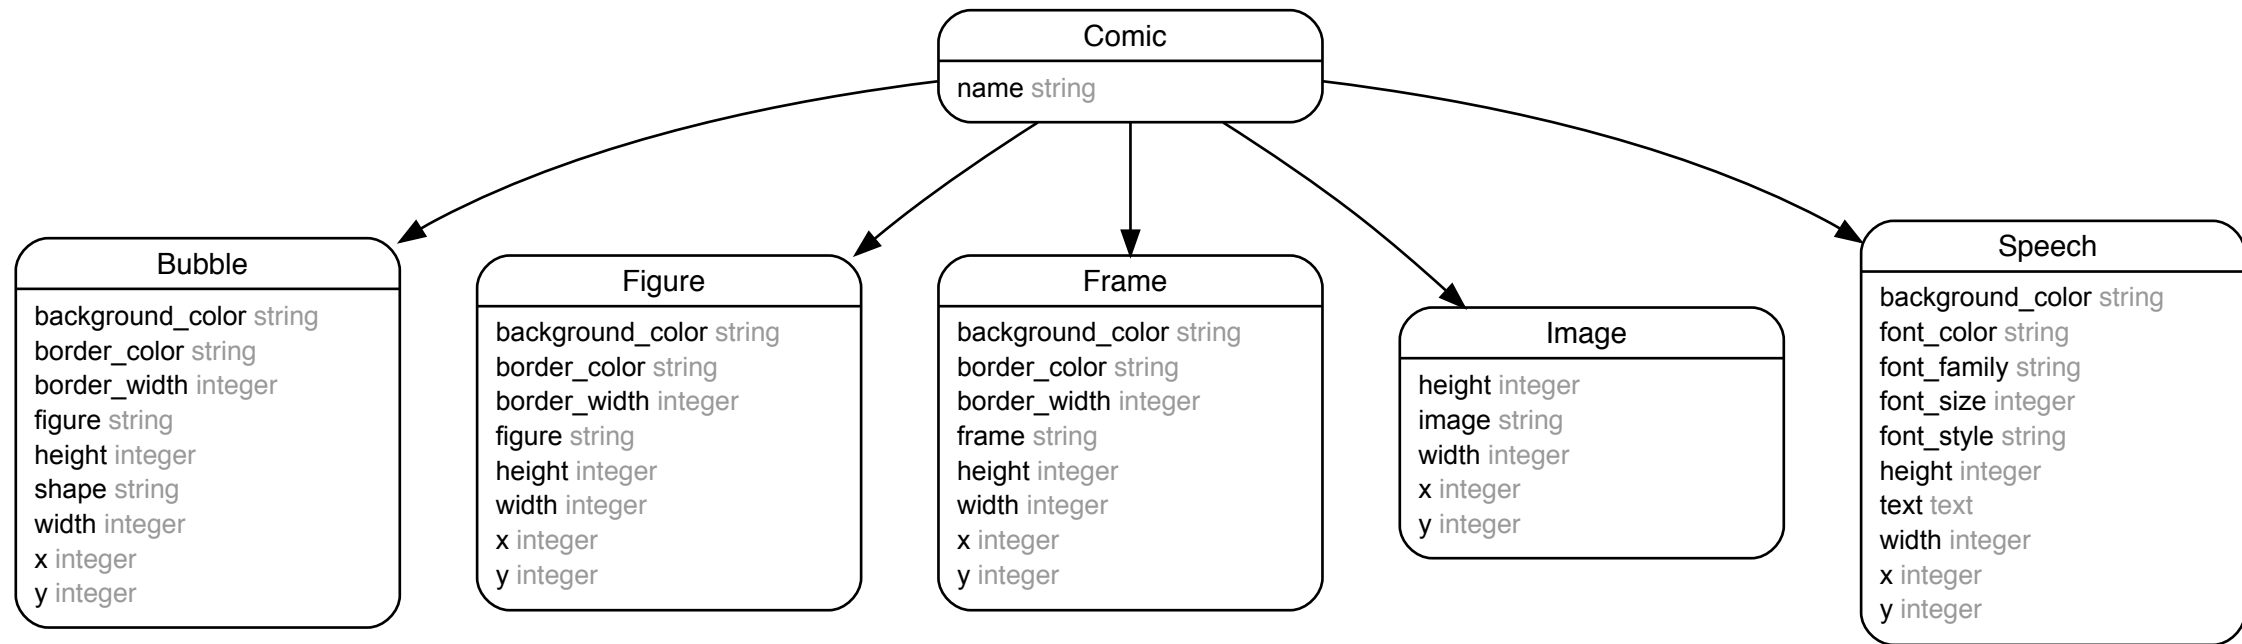 Comic
name string
Bubble
background_color string
border_color string
border_width integer
figure string
height integer
shape string
width integer
x integer
y integer
Figure
background_color string
border_color string
border_width integer
figure string
height integer
width integer
x integer
y integer
Frame
background_color string
border_color string
border_width integer
frame string
height integer
width integer
x integer
y integer
Image
height integer
image string
width integer
x integer
y integer
Speech
background_color string
font_color string
font_family string
font_size integer
font_style string
height integer
text text
width integer
x integer
y integer